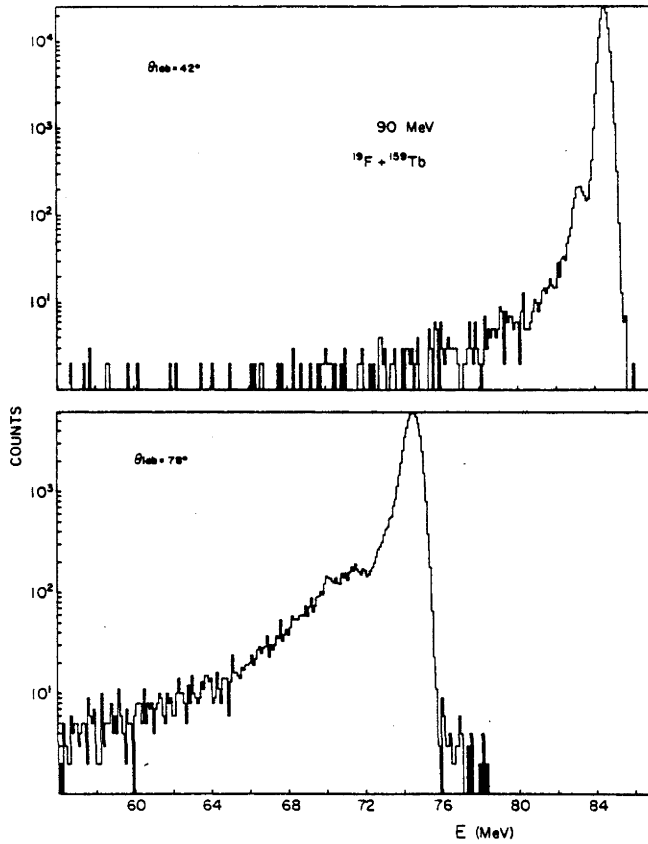 10⁴
θlab = 42°
90 MeV
10³
¹⁹F + ¹⁵⁹Tb
10²
10¹
COUNTS
θlab = 78°
10³
10²
10¹
60 64 68 72 76 80 84
E (MeV)